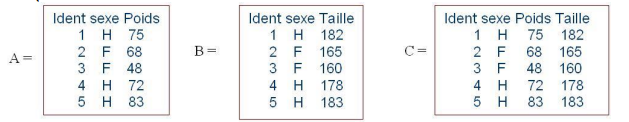 A = Ident sexe Poids
1 H 75
2 F 68
3 F 48
4 H 72
5 H 83
B = Ident sexe Taille
1 H 182
2 F 165
3 F 160
4 H 178
5 H 183
C = Ident sexe Poids Taille
1 H 75 182
2 F 68 165
3 F 48 160
4 H 72 178
5 H 83 183